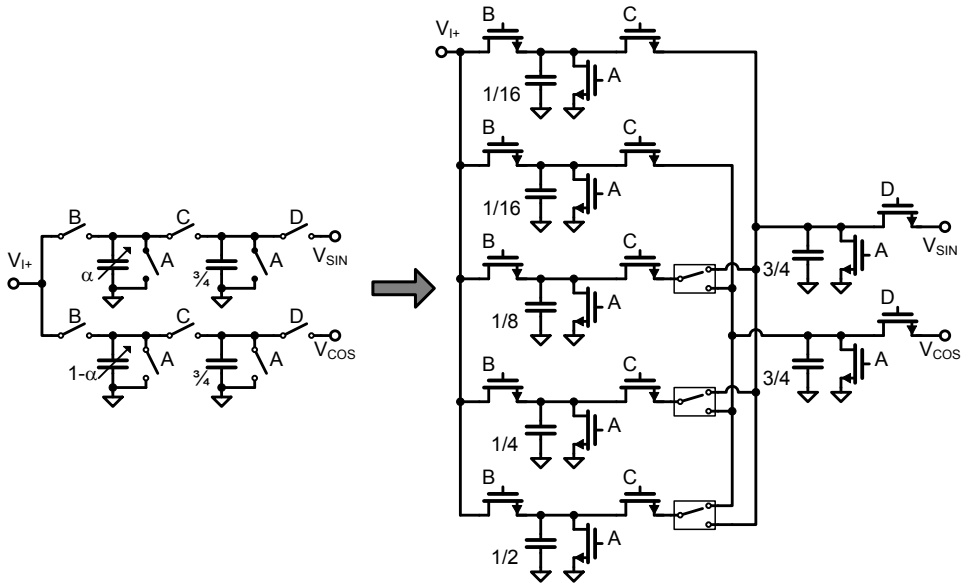 B C D
V_I+ α A ¾ A V_SIN
B C D
1-α A ¾ A V_COS
V_I+ B C
1/16 A
B C
1/16 A
D
V_SIN
B C
3/4 A
1/8 A
D
V_COS
B C
3/4 A
1/4 A
B C
1/2 A